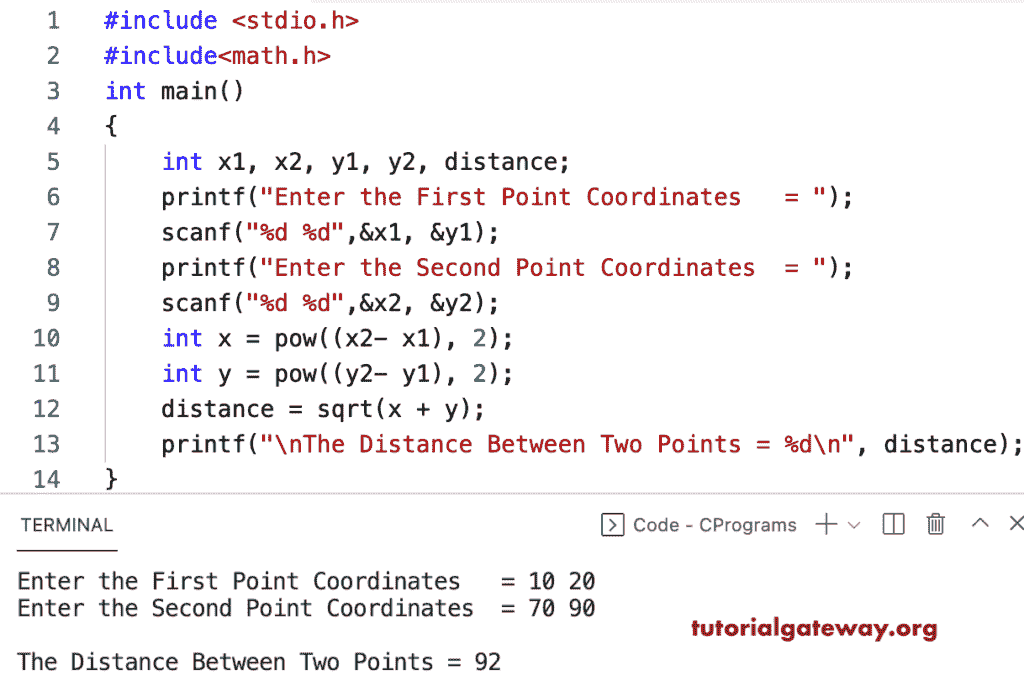 1 #include <stdio.h>
2 #include<math.h>
3 int main()
4 {
5     int x1, x2, y1, y2, distance;
6     printf("Enter the First Point Coordinates   = ");
7     scanf("%d %d",&x1, &y1);
8     printf("Enter the Second Point Coordinates  = ");
9     scanf("%d %d",&x2, &y2);
10     int x = pow((x2- x1), 2);
11     int y = pow((y2- y1), 2);
12     distance = sqrt(x + y);
13     printf("\nThe Distance Between Two Points = %d\n", distance);
14 }
TERMINAL Code - CPrograms
Enter the First Point Coordinates   = 10 20
Enter the Second Point Coordinates  = 70 90
tutorialgateway.org
The Distance Between Two Points = 92